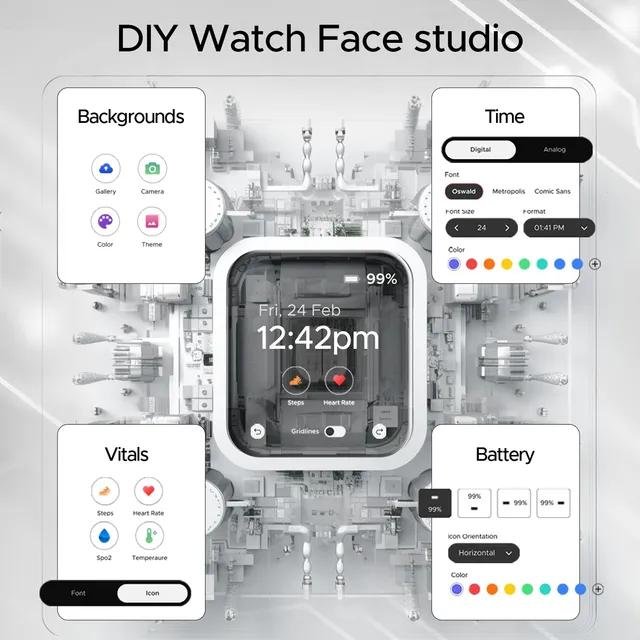 DIY Watch Face studio
Backgrounds
Gallery
Camera
Color
Theme
Time
Digital
Analog
Font
Oswald
Metropolis
Comic Sans
Font Size
Format
24
01:41 PM
Color
99%
Fri, 24 Feb
12:42pm
Steps
Heart Rate
Gridlines
Vitals
Steps
Heart Rate
Spo2
Temperaure
Font
Icon
Battery
99%
99%
99%
99%
Icon Orientation
Horizontal
Color